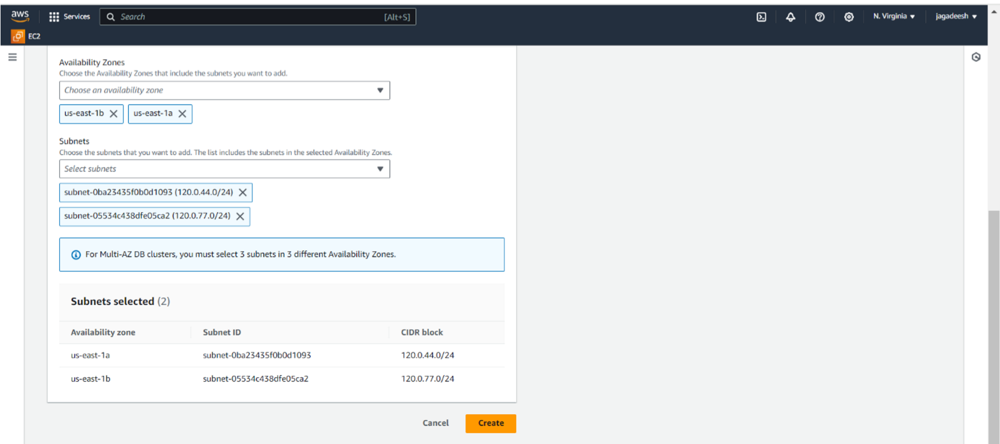 aws
Services
Search
[Alt+S]
N. Virginia
jagadeesh
EC2
Availability Zones
Choose the Availability Zones that include the subnets you want to add.
Choose an availability zone
us-east-1b
us-east-1a
Subnets
Choose the subnets that you want to add. The list includes the subnets in the selected Availability Zones.
Select subnets
subnet-0ba23435f0b0d1093 (120.0.44.0/24)
subnet-05534c438dfe05ca2 (120.0.77.0/24)
For Multi-AZ DB clusters, you must select 3 subnets in 3 different Availability Zones.
Subnets selected (2)
Availability zone Subnet ID CIDR block
us-east-1a subnet-0ba23435f0b0d1093 120.0.44.0/24
us-east-1b subnet-05534c438dfe05ca2 120.0.77.0/24
Cancel
Create